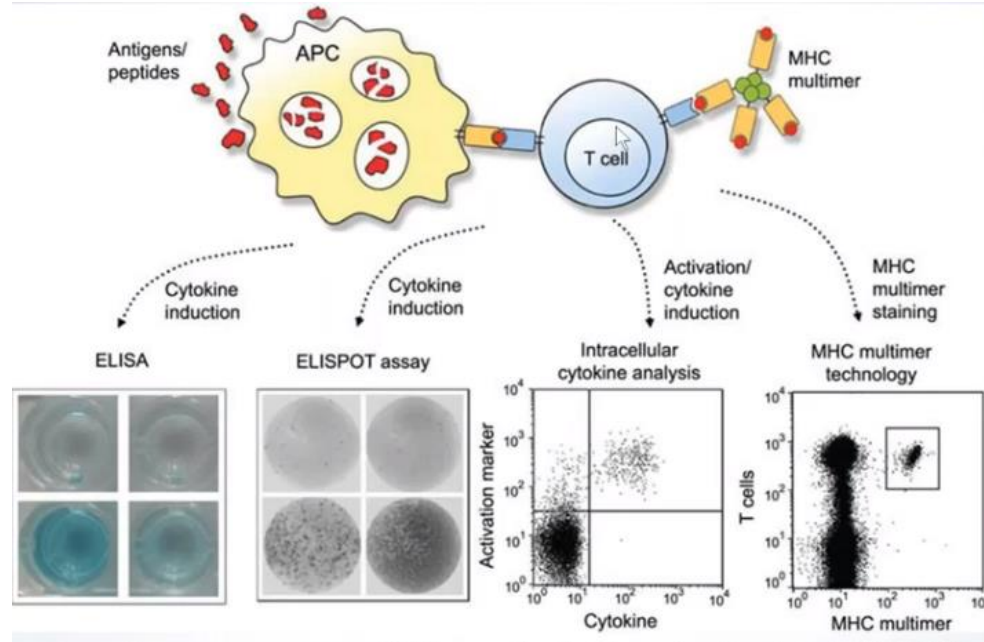 Antigens/
peptides
APC
T cell
MHC
multimer
Cytokine
induction
Cytokine
induction
Activation/
cytokine
induction
MHC
multimer
staining
ELISA
ELISPOT assay
Intracellular
cytokine analysis
MHC multimer
technology
Activation marker
10⁴
10³
10²
10¹
10⁰
10⁰ 10¹ 10² 10³ 10⁴
Cytokine
T cells
10⁴
10³
10²
10¹
10⁰
10⁰ 10¹ 10² 10³
MHC multimer